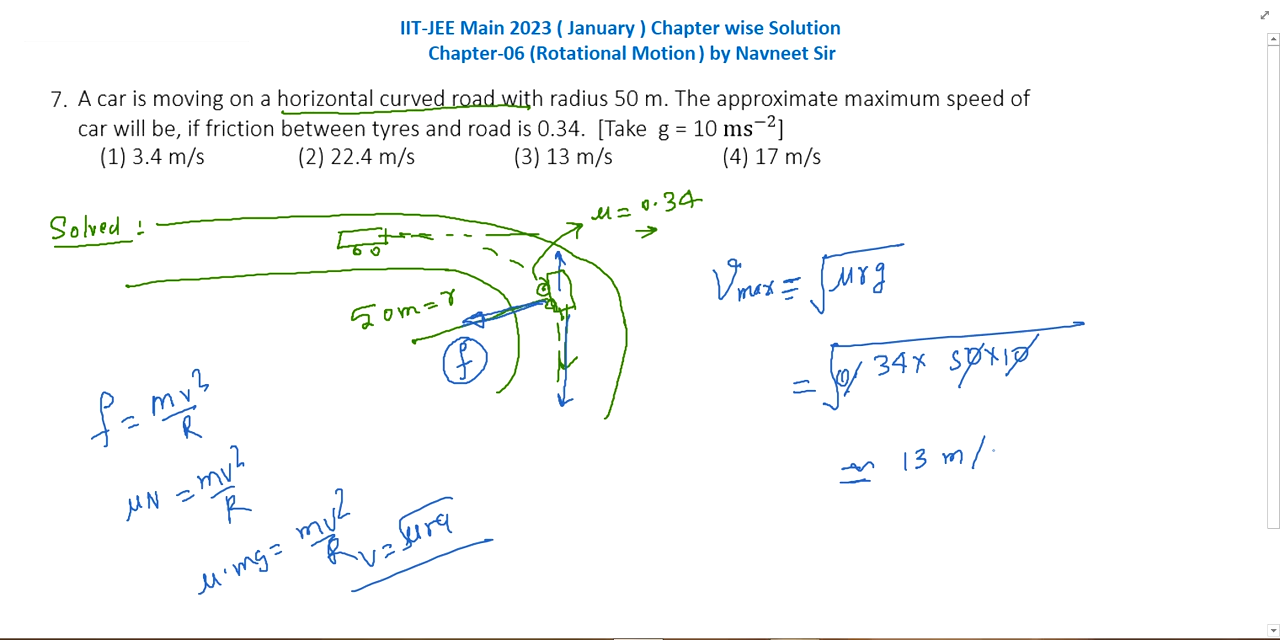 IIT-JEE Main 2023 ( January ) Chapter wise Solution
Chapter-06 (Rotational Motion) by Navneet Sir
7. A car is moving on a horizontal curved road with radius 50 m. The approximate maximum speed of
car will be, if friction between tyres and road is 0.34. [Take g = 10 ms⁻²]
(1) 3.4 m/s (2) 22.4 m/s (3) 13 m/s (4) 17 m/s
Solved :
μ = 0.34
50m = r
f
Vmax = √μrg
= √0.34 × 50×10
≅ 13 m/
f = mv²/R
μN = mv²/R
μ.mg = mv²/R
V = √μrg